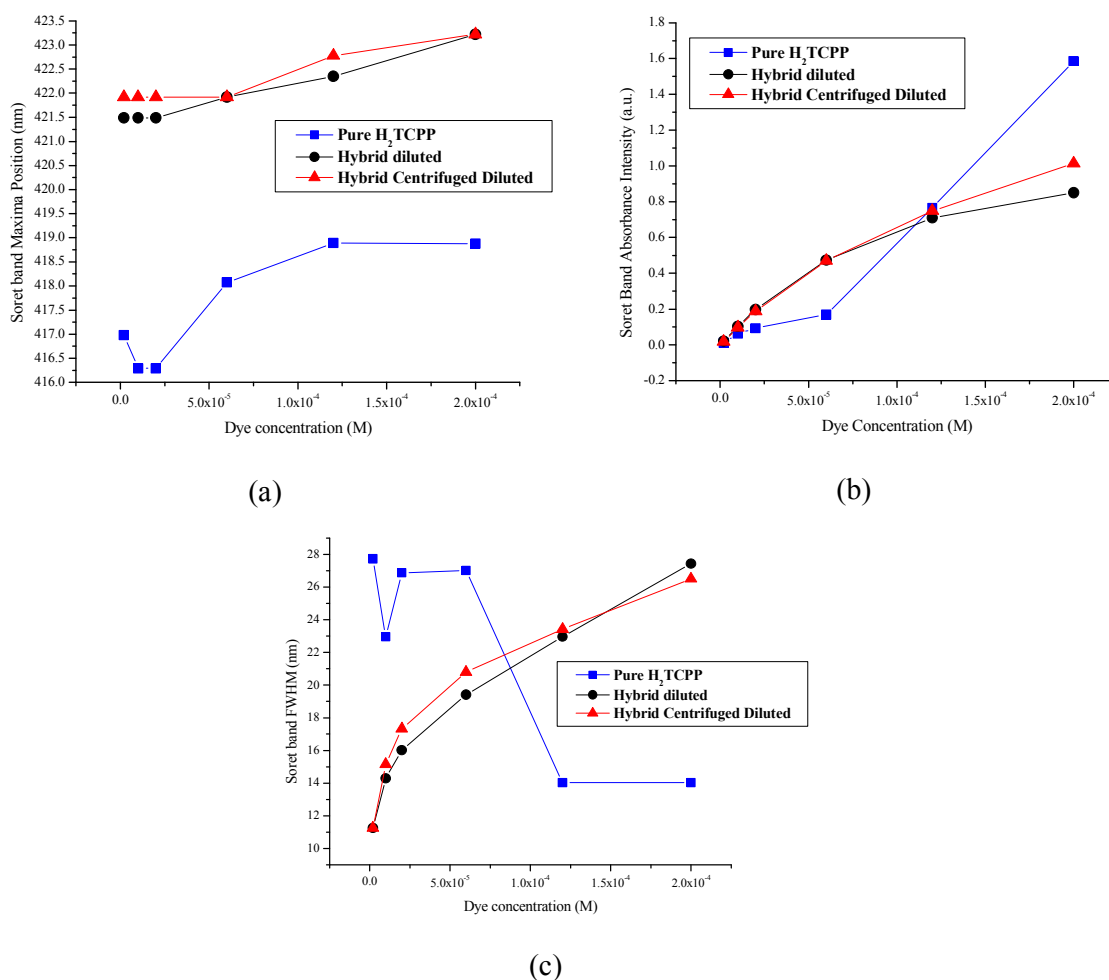 423.5
423.0
422.5
422.0
421.5
421.0
420.5
420.0
419.5
419.0
418.5
418.0
417.5
417.0
416.5
416.0
Soret band Maxima Position (nm)
Pure H₂TCPP
Hybrid diluted
Hybrid Centrifuged Diluted
0.0 5.0x10⁻⁵ 1.0x10⁻⁴ 1.5x10⁻⁴ 2.0x10⁻⁴
Dye concentration (M)
(a)
1.8
1.6
1.4
1.2
1.0
0.8
0.6
0.4
0.2
0.0
-0.2
Soret Band Absorbance Intensity (a.u.)
Pure H₂TCPP
Hybrid diluted
Hybrid Centrifuged Diluted
0.0 5.0x10⁻⁵ 1.0x10⁻⁴ 1.5x10⁻⁴ 2.0x10⁻⁴
Dye Concentration (M)
(b)
28
26
24
22
20
18
16
14
12
10
Soret band FWHM (nm)
Pure H₂TCPP
Hybrid diluted
Hybrid Centrifuged Diluted
0.0 5.0x10⁻⁵ 1.0x10⁻⁴ 1.5x10⁻⁴ 2.0x10⁻⁴
Dye concentration (M)
(c)